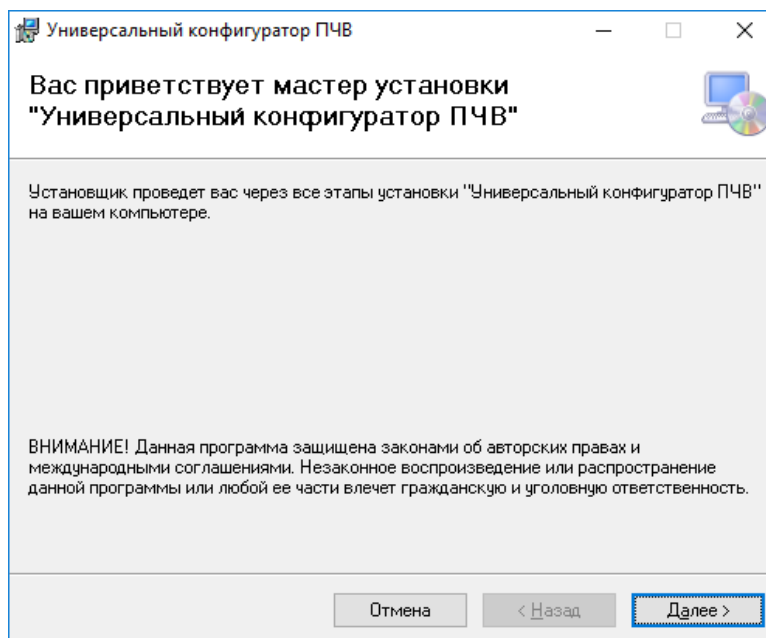 Универсальный конфигуратор ПЧВ
Вас приветствует мастер установки
"Универсальный конфигуратор ПЧВ"
Установщик проведет вас через все этапы установки "Универсальный конфигуратор ПЧВ"
на вашем компьютере.
ВНИМАНИЕ! Данная программа защищена законами об авторских правах и
международными соглашениями. Незаконное воспроизведение или распространение
данной программы или любой ее части влечет гражданскую и уголовную ответственность.
Отмена
< Назад
Далее >